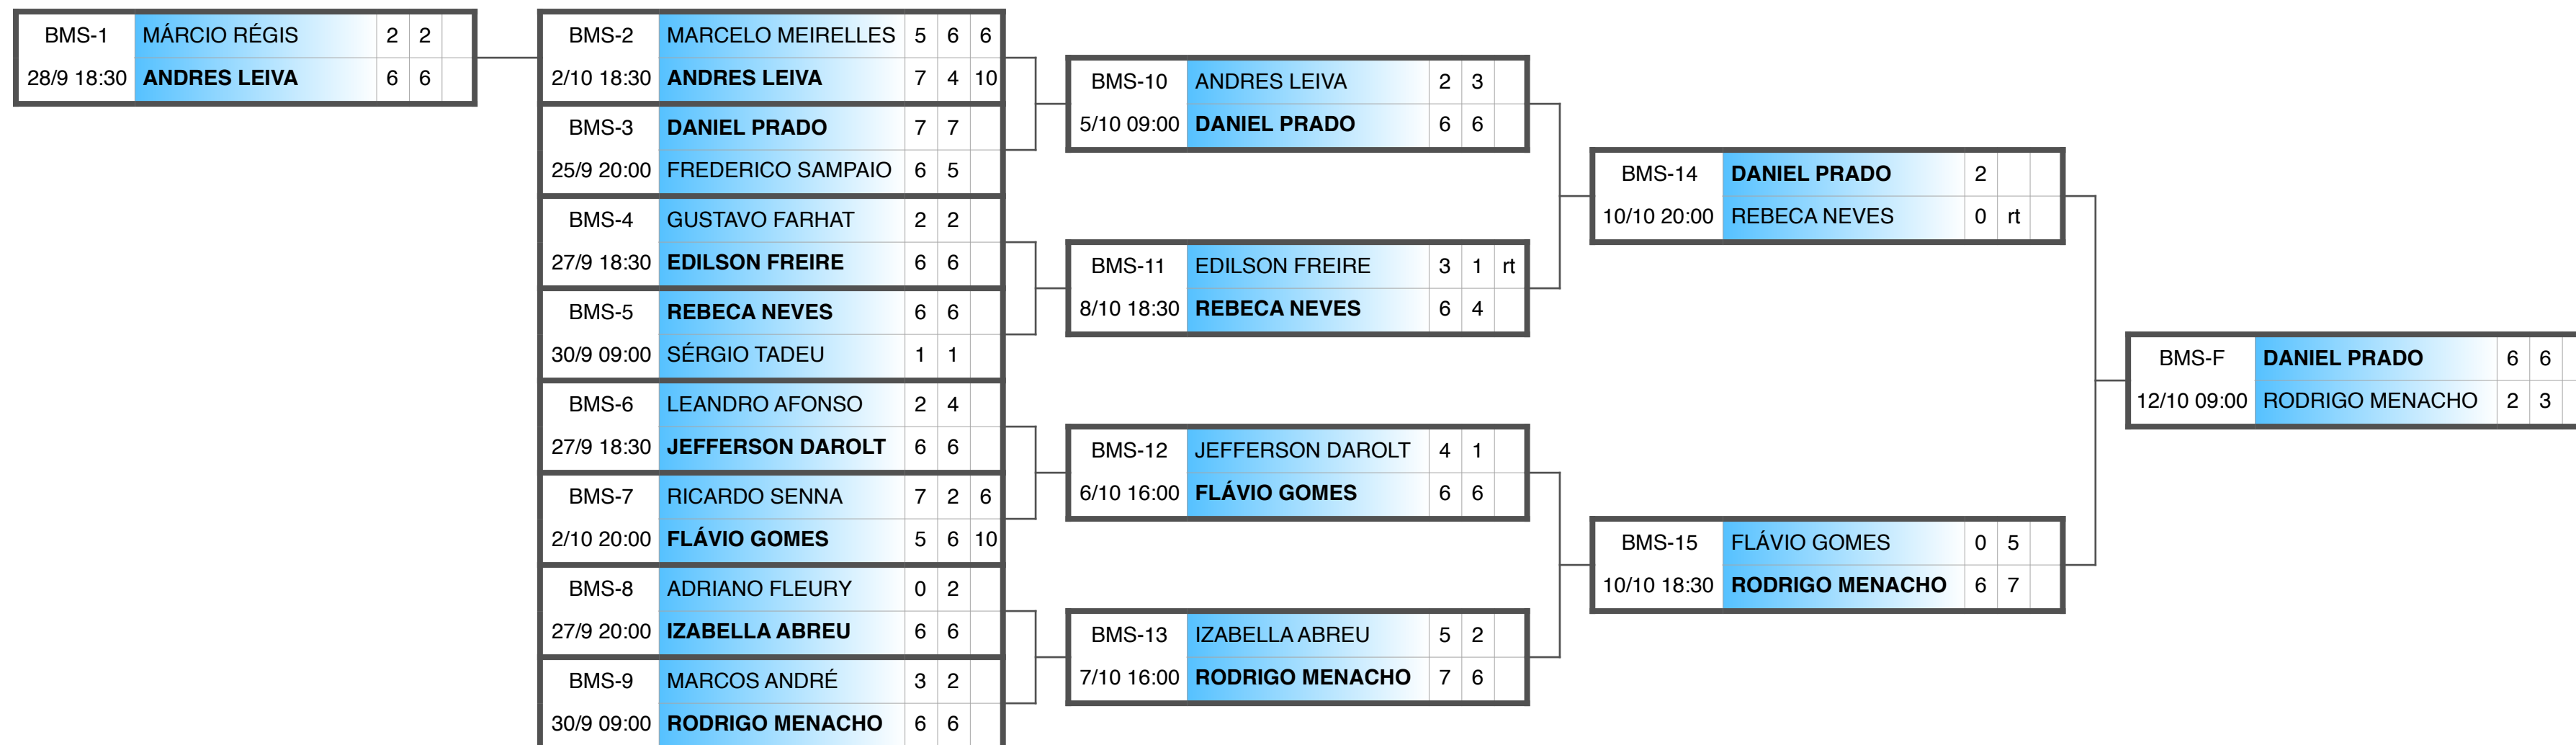 BMS-1 MÁRCIO RÉGIS 2 2
28/9 18:30 ANDRES LEIVA 6 6
BMS-2 MARCELO MEIRELLES 5 6 6
2/10 18:30 ANDRES LEIVA 7 4 10
BMS-3 DANIEL PRADO 7 7
25/9 20:00 FREDERICO SAMPAIO 6 5
BMS-4 GUSTAVO FARHAT 2 2
27/9 18:30 EDILSON FREIRE 6 6
BMS-5 REBECA NEVES 6 6
30/9 09:00 SÉRGIO TADEU 1 1
BMS-6 LEANDRO AFONSO 2 4
27/9 18:30 JEFFERSON DAROLT 6 6
BMS-7 RICARDO SENNA 7 2 6
2/10 20:00 FLÁVIO GOMES 5 6 10
BMS-8 ADRIANO FLEURY 0 2
27/9 20:00 IZABELLA ABREU 6 6
BMS-9 MARCOS ANDRÉ 3 2
30/9 09:00 RODRIGO MENACHO 6 6
BMS-10 ANDRES LEIVA 2 3
5/10 09:00 DANIEL PRADO 6 6
BMS-11 EDILSON FREIRE 3 1 rt
8/10 18:30 REBECA NEVES 6 4
BMS-12 JEFFERSON DAROLT 4 1
6/10 16:00 FLÁVIO GOMES 6 6
BMS-13 IZABELLA ABREU 5 2
7/10 16:00 RODRIGO MENACHO 7 6
BMS-14 DANIEL PRADO 2
10/10 20:00 REBECA NEVES 0 rt
BMS-15 FLÁVIO GOMES 0 5
10/10 18:30 RODRIGO MENACHO 6 7
BMS-F DANIEL PRADO 6 6
12/10 09:00 RODRIGO MENACHO 2 3